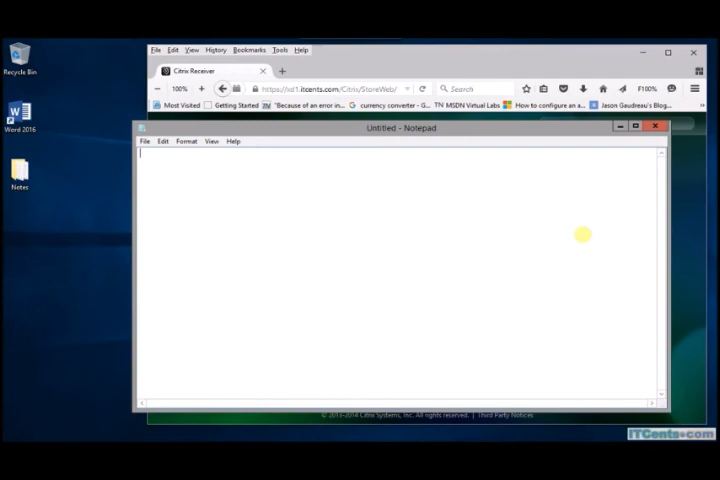 File Edit View History Bookmarks Tools Help
Recycle Bin
Citrix Receiver
100% https://xd1.itcents.com/Citrix/StoreWeb/ Search F100%
Most Visited Getting Started "Because of an error in... G currency converter - G... TN MSDN Virtual Labs How to configure an a... Jason Gaudreau's Blog...
Word 2016
Untitled - Notepad
File Edit Format View Help
Notes
© 2013-2014 Citrix Systems, Inc. All rights reserved. | Third Party Notices
ITCents.com